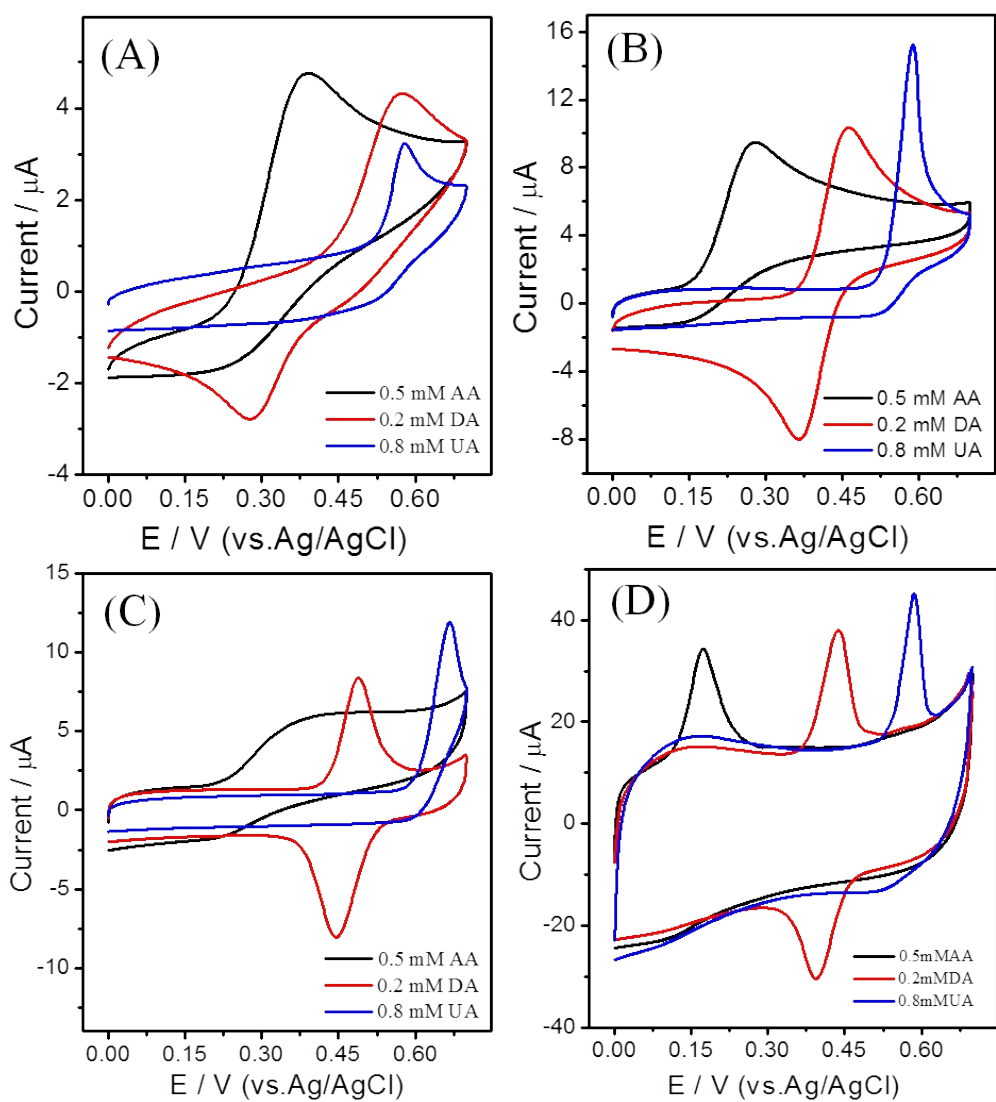 (A)
4
2
0
-2
-4
Current / μA
0.5 mM AA
0.2 mM DA
0.8 mM UA
0.00 0.15 0.30 0.45 0.60
E / V (vs.Ag/AgCl)
(B)
16
12
8
4
0
-4
-8
Current / μA
0.5 mM AA
0.2 mM DA
0.8 mM UA
0.00 0.15 0.30 0.45 0.60
E / V (vs.Ag/AgCl)
(C)
15
10
5
0
-5
-10
Current / μA
0.5 mM AA
0.2 mM DA
0.8 mM UA
0.00 0.15 0.30 0.45 0.60
E / V (vs.Ag/AgCl)
(D)
40
20
0
-20
-40
Current / μA
0.5mMAA
0.2mMDA
0.8mMUA
0.00 0.15 0.30 0.45 0.60
E / V (vs.Ag/AgCl)